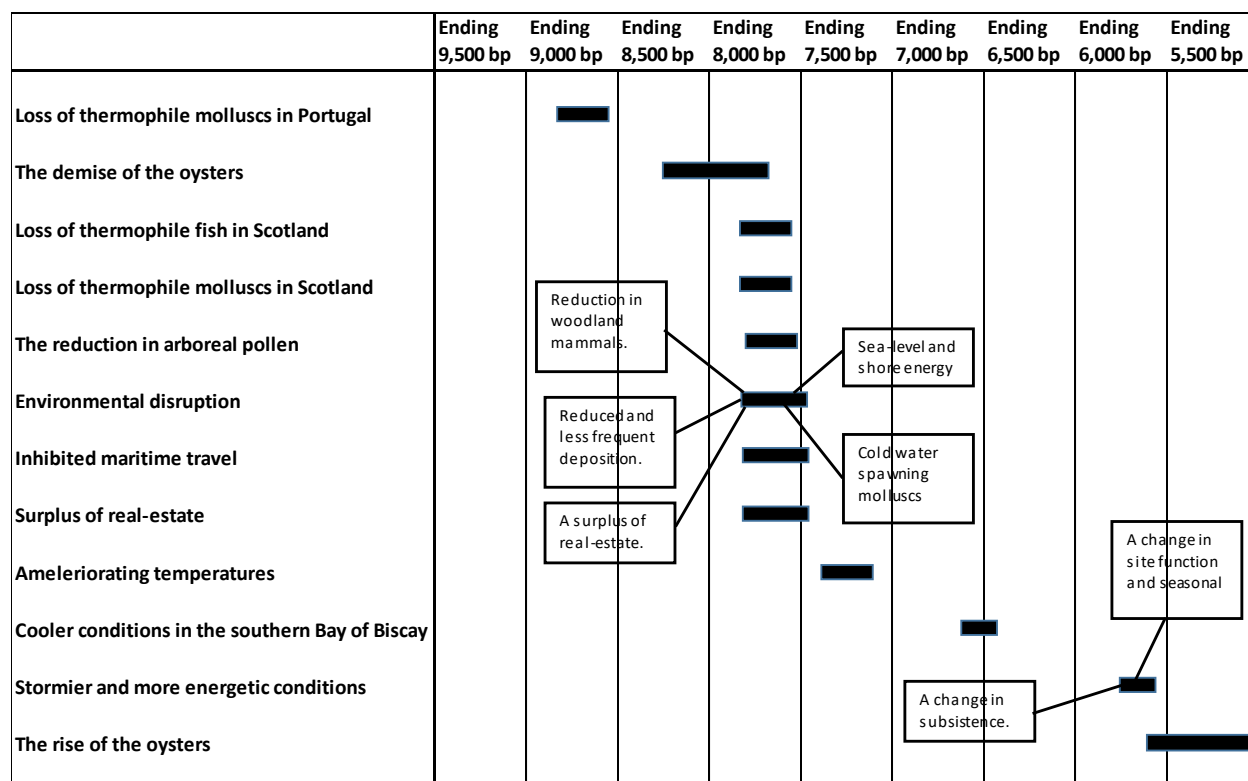 Ending Ending Ending Ending Ending Ending Ending Ending Ending
9,500 bp 9,000 bp 8,500 bp 8,000 bp 7,500 bp 7,000 bp 6,500 bp 6,000 bp 5,500 bp
Loss of thermophile molluscs in Portugal
The demise of the oysters
Loss of thermophile fish in Scotland
Loss of thermophile molluscs in Scotland
Reduction in
woodland
mammals.
The reduction in arboreal pollen
Sea-level and
shore energy
Environmental disruption
Reduced and
less frequent
deposition.
Inhibited maritime travel
Cold water
spawning
molluscs
Surplus of real-estate
A surplus of
real-estate.
A change in
site function
and seasonal
Ameleriorating temperatures
Cooler conditions in the southern Bay of Biscay
Stormier and more energetic conditions
A change in
subsistence.
The rise of the oysters